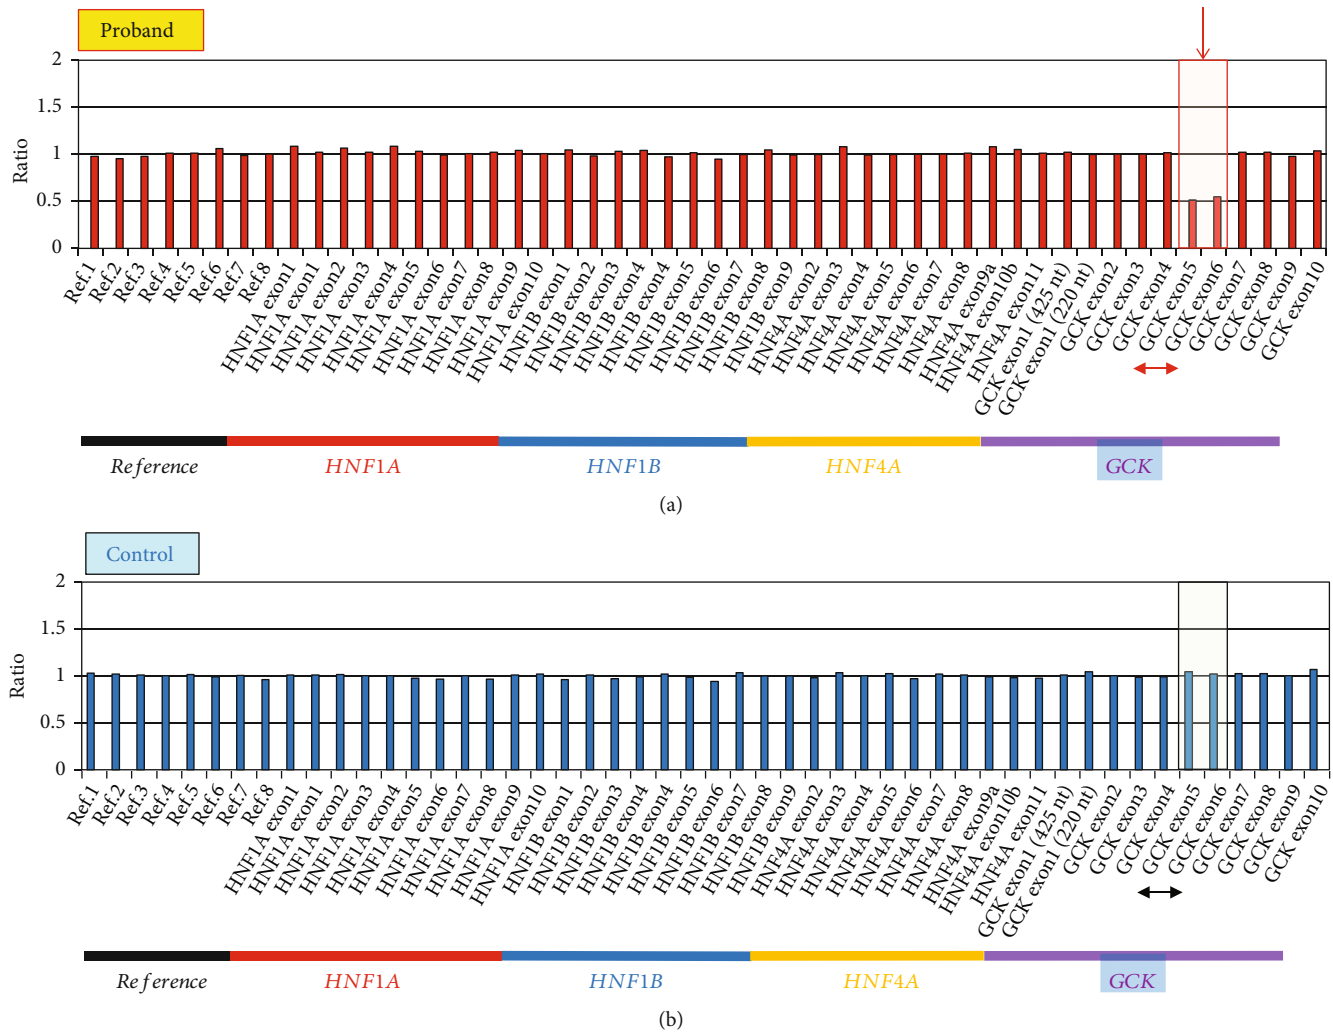 Proband
Ratio
2
1.5
1
0.5
0
Ref.1
Ref.2
Ref.3
Ref.4
Ref.5
Ref.6
Ref.7
Ref.8
HNF1A exon1
HNF1A exon1
HNF1A exon2
HNF1A exon3
HNF1A exon4
HNF1A exon5
HNF1A exon6
HNF1A exon7
HNF1A exon8
HNF1A exon9
HNF1A exon10
HNF1B exon1
HNF1B exon2
HNF1B exon3
HNF1B exon4
HNF1B exon4
HNF1B exon5
HNF1B exon6
HNF1B exon7
HNF1B exon8
HNF1B exon9
HNF4A exon2
HNF4A exon3
HNF4A exon4
HNF4A exon5
HNF4A exon6
HNF4A exon7
HNF4A exon8
HNF4A exon9a
HNF4A exon10b
HNF4A exon11
GCK exon1 (425 nt)
GCK exon1 (220 nt)
GCK exon2
GCK exon3
GCK exon4
GCK exon5
GCK exon6
GCK exon7
GCK exon8
GCK exon9
GCK exon10
Reference HNF1A HNF1B HNF4A GCK
(a)
Control
Ratio
2
1.5
1
0.5
0
Ref.1
Ref.2
Ref.3
Ref.4
Ref.5
Ref.6
Ref.7
Ref.8
HNF1A exon1
HNF1A exon1
HNF1A exon2
HNF1A exon3
HNF1A exon4
HNF1A exon5
HNF1A exon6
HNF1A exon7
HNF1A exon8
HNF1A exon9
HNF1A exon10
HNF1B exon1
HNF1B exon2
HNF1B exon3
HNF1B exon4
HNF1B exon4
HNF1B exon5
HNF1B exon6
HNF1B exon7
HNF1B exon8
HNF1B exon9
HNF4A exon2
HNF4A exon3
HNF4A exon4
HNF4A exon5
HNF4A exon6
HNF4A exon7
HNF4A exon8
HNF4A exon9a
HNF4A exon10b
HNF4A exon11
GCK exon1 (425 nt)
GCK exon1 (220 nt)
GCK exon2
GCK exon3
GCK exon4
GCK exon5
GCK exon6
GCK exon7
GCK exon8
GCK exon9
GCK exon10
Reference HNF1A HNF1B HNF4A GCK
(b)